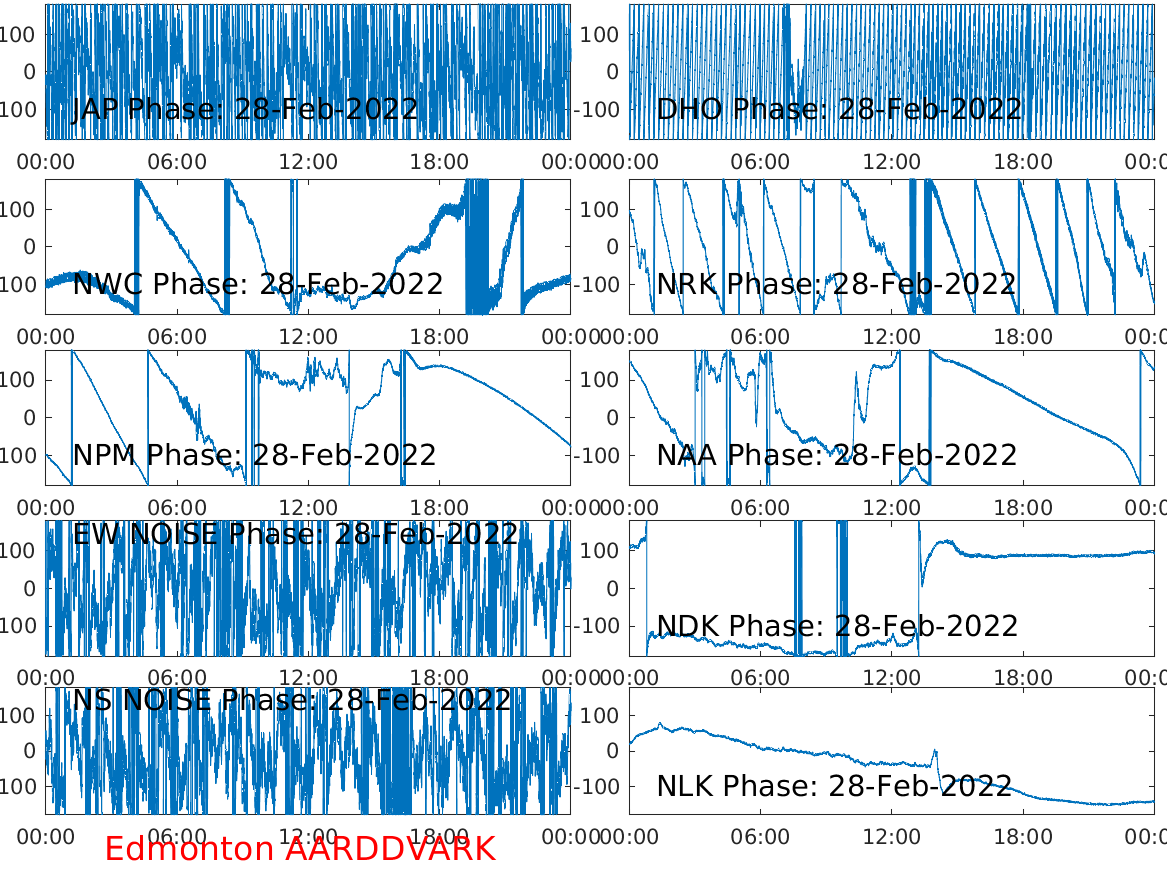 100 0 100 JAP Phase: 28-Feb-2022 00:00 06:00 12:00 18:00 00:00
100 0 -100 DHO Phase: 28-Feb-2022 00:00 06:00 12:00 18:00 00:0
100 0 100 NWC Phase: 28-Feb-2022 00:00 06:00 12:00 18:00 00:00
100 0 -100 NRK Phase: 28-Feb-2022 00:00 06:00 12:00 18:00 00:0
100 0 100 NPM Phase: 28-Feb-2022 00:00 06:00 12:00 18:00 00:00
100 0 -100 NAA Phase: 28-Feb-2022 00:00 06:00 12:00 18:00 00:0
100 0 100 EW NOISE Phase: 28-Feb-2022 00:00 06:00 12:00 18:00 00:00
100 0 -100 NDK Phase: 28-Feb-2022 00:00 06:00 12:00 18:00 00:0
100 0 100 NS NOISE Phase: 28-Feb-2022 00:00 06:00 12:00 18:00 00:00
100 0 -100 NLK Phase: 28-Feb-2022 00:00 06:00 12:00 18:00 00:0
Edmonton AARDDVARK